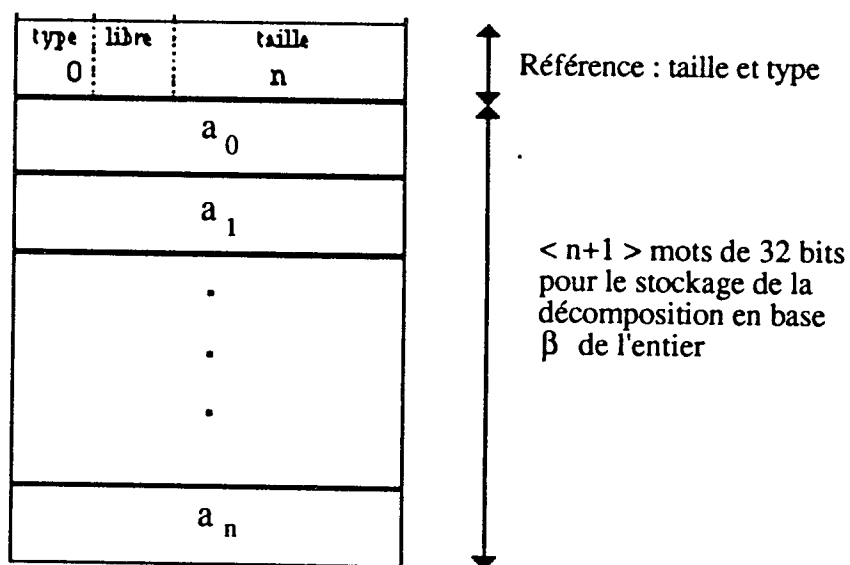 type libre taille
0 n
Référence : taille et type
a 0
a 1
< n+1 > mots de 32 bits
pour le stockage de la
décomposition en base
β de l'entier
a n